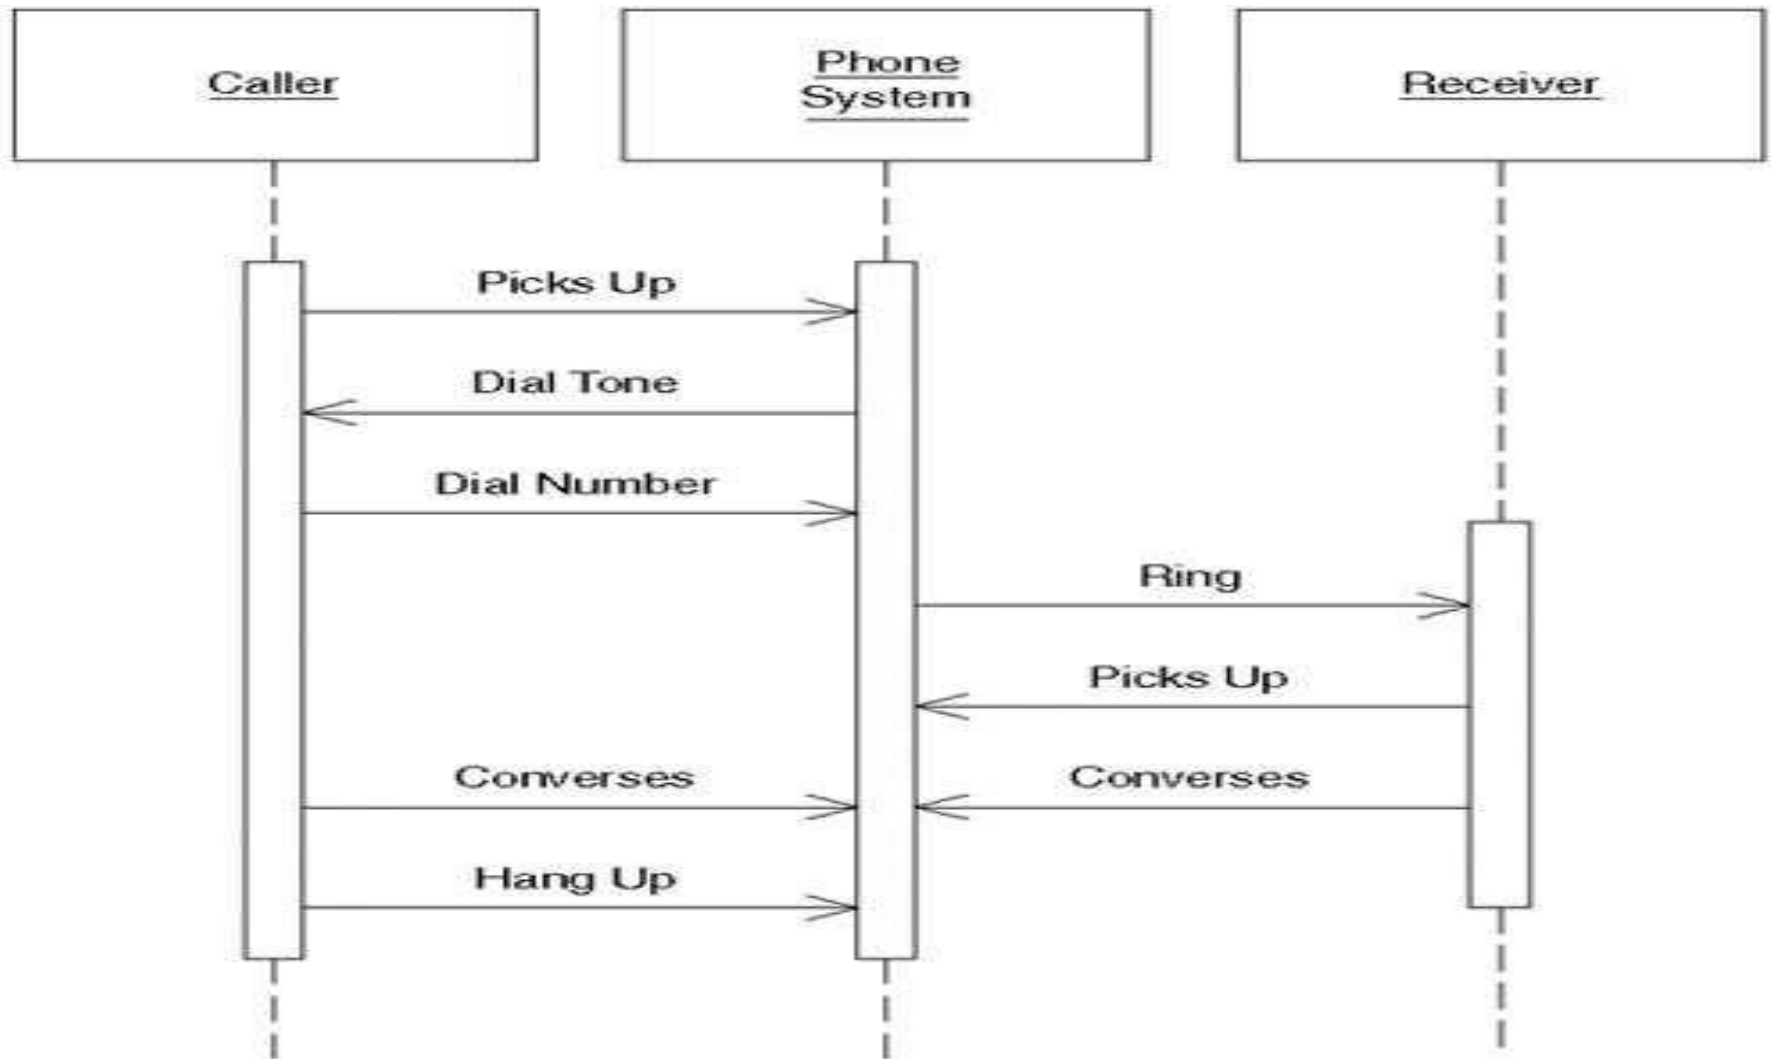 Caller
Phone
System
Receiver
Picks Up
Dial Tone
Dial Number
Ring
Picks Up
Converses
Converses
Hang Up